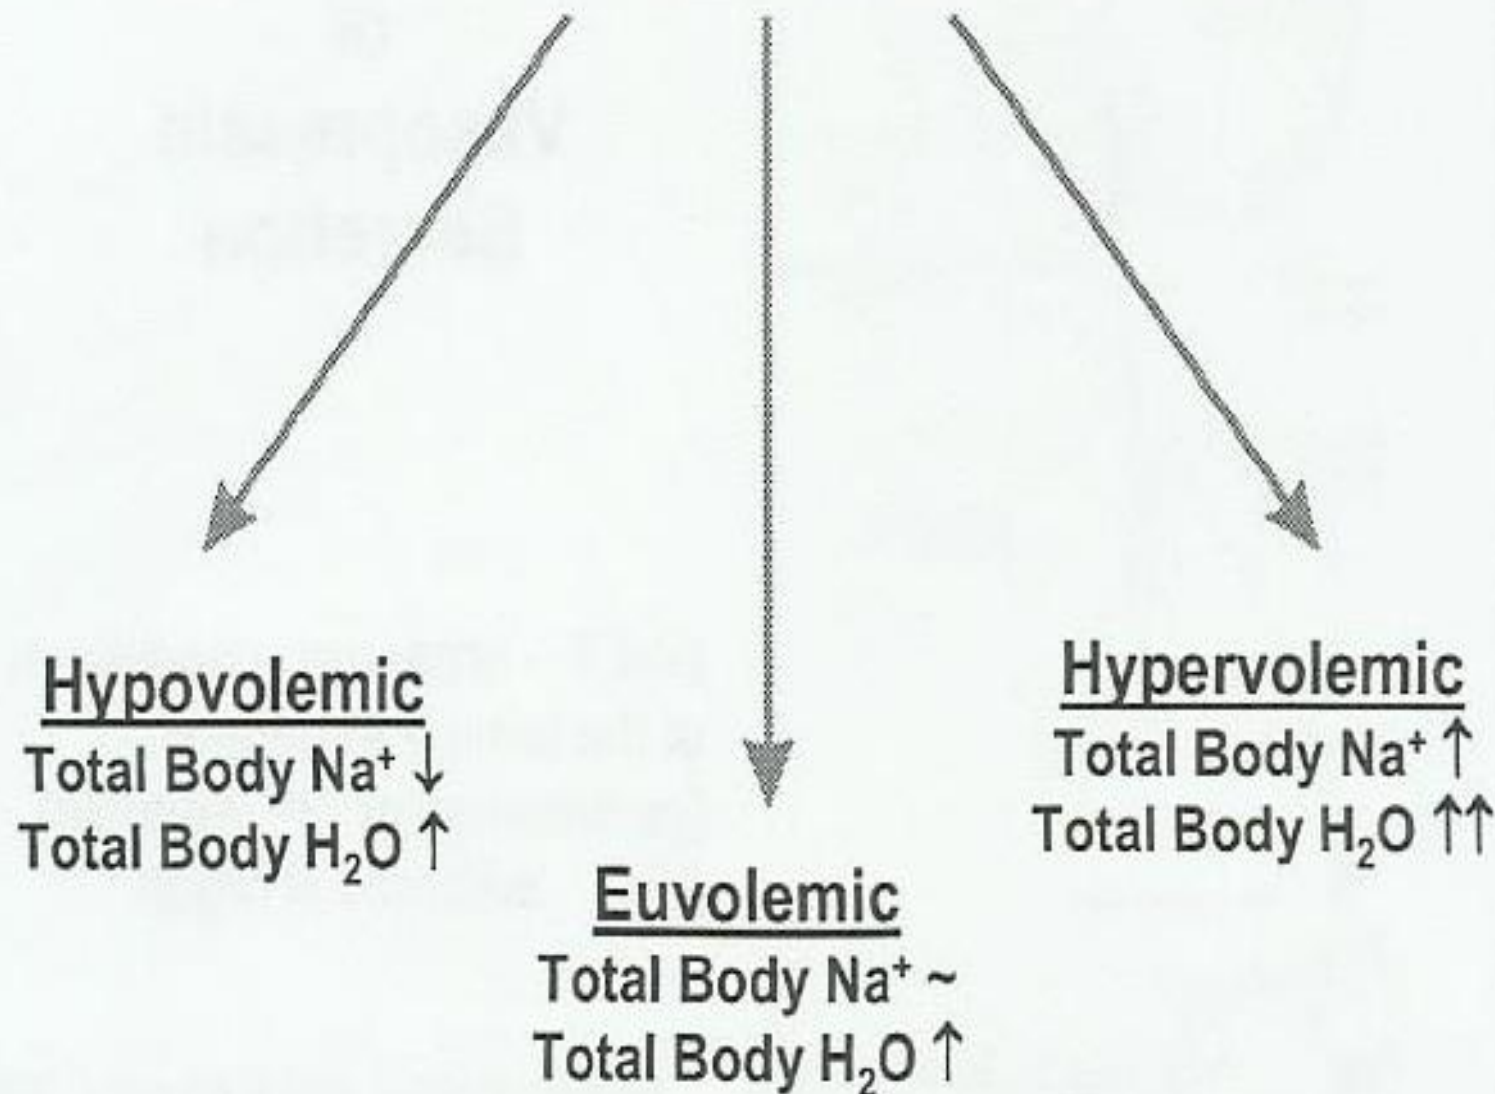 Hypovolemic
Total Body Na⁺ ↓
Total Body H₂O ↑
Euvolemic
Total Body Na⁺ ~
Total Body H₂O ↑
Hypervolemic
Total Body Na⁺ ↑
Total Body H₂O ↑↑